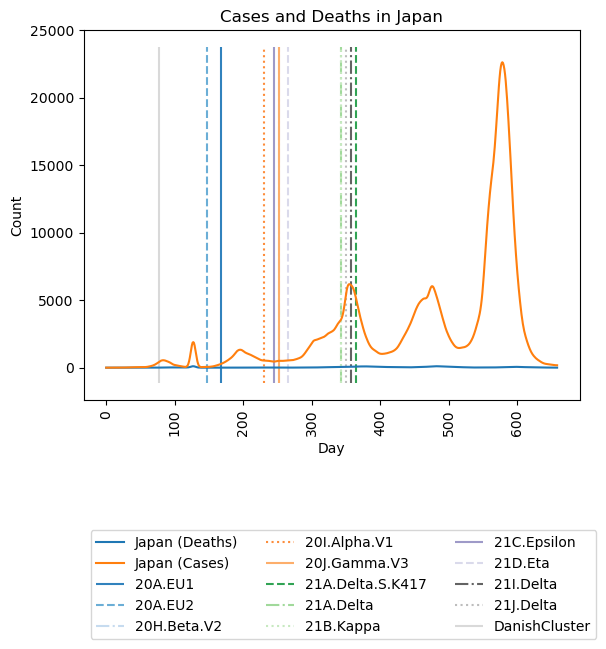 Cases and Deaths in Japan
25000
20000
15000
10000
5000
0
Count
0 100 200 300 400 500 600
Day
Japan (Deaths) 20I.Alpha.V1 21C.Epsilon
Japan (Cases) 20J.Gamma.V3 21D.Eta
20A.EU1 21A.Delta.S.K417 21I.Delta
20A.EU2 21A.Delta 21J.Delta
20H.Beta.V2 21B.Kappa DanishCluster